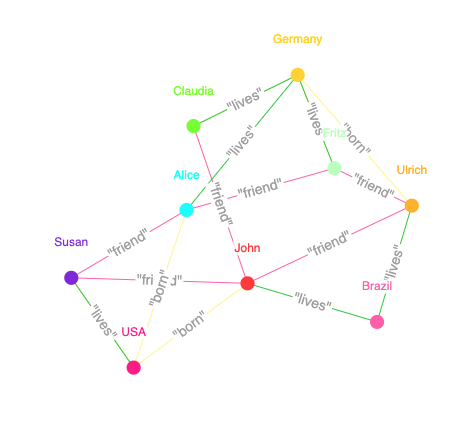 Germany
Claudia
"lives"
"lives"
"lives"
Fritz
"born"
Alice
"friend"
"friend"
"friend"
Ulrich
Susan
"friend"
John
"friend"
"friend"
"born"
"lives"
Brazil
"lives"
"lives"
USA
"born"